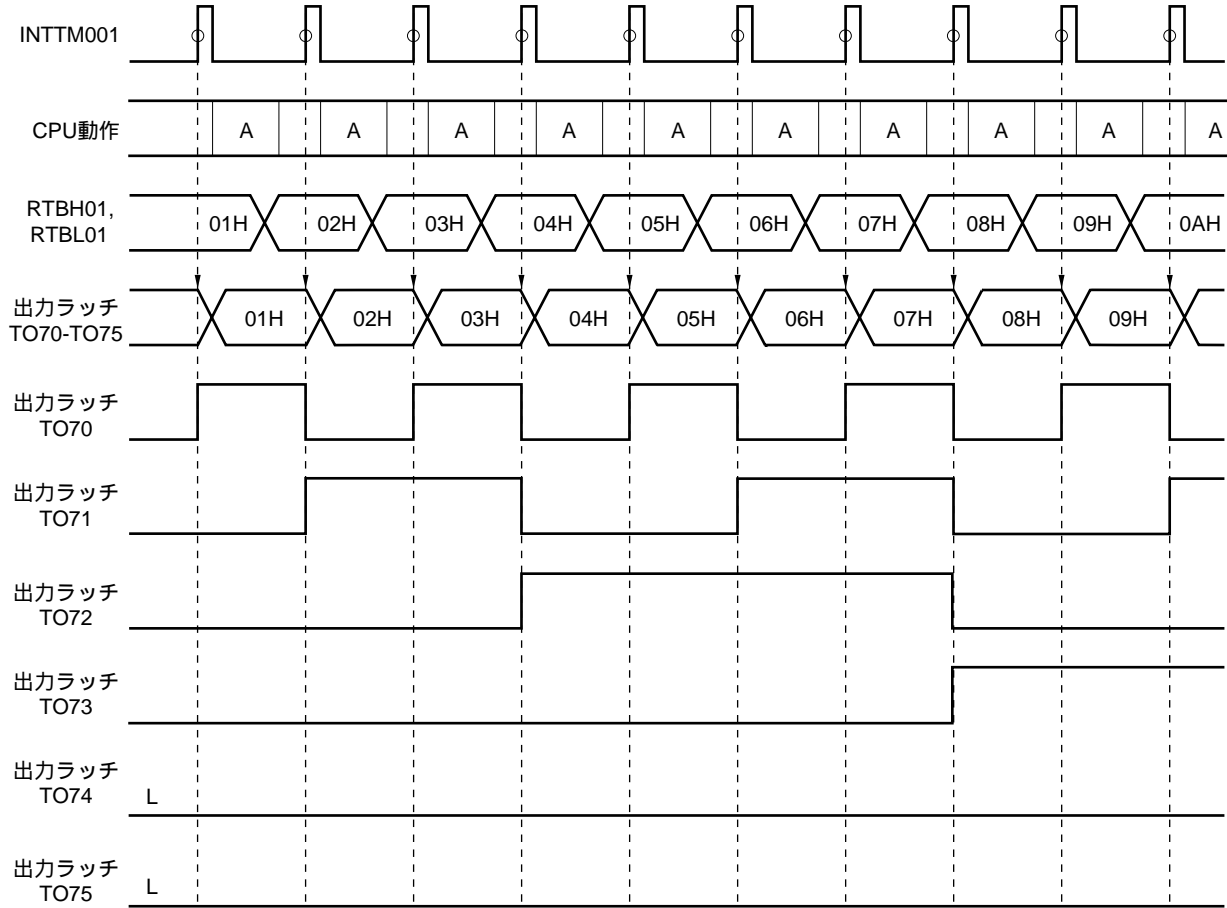 INTTM001
CPU動作
A A A A A A A A A A
RTBH01,
RTBL01
01H 02H 03H 04H 05H 06H 07H 08H 09H 0AH
出力ラッチ
TO70-TO75
01H 02H 03H 04H 05H 06H 07H 08H 09H
出力ラッチ
TO70
出力ラッチ
TO71
出力ラッチ
TO72
出力ラッチ
TO73
出力ラッチ
TO74
L
出力ラッチ
TO75
L